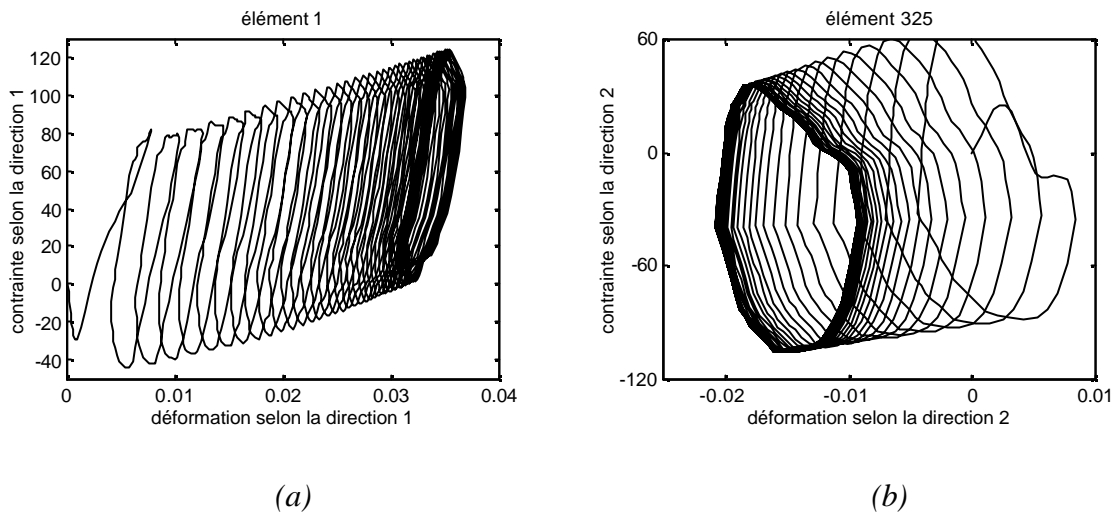 élément 1
120
100
80
60
40
20
0
-20
-40
0
0.01
0.02
0.03
0.04
contrainte selon la direction 1
déformation selon la direction 1
(a)
élément 325
60
0
-60
-120
-0.02
-0.01
0
0.01
contrainte selon la direction 2
déformation selon la direction 2
(b)